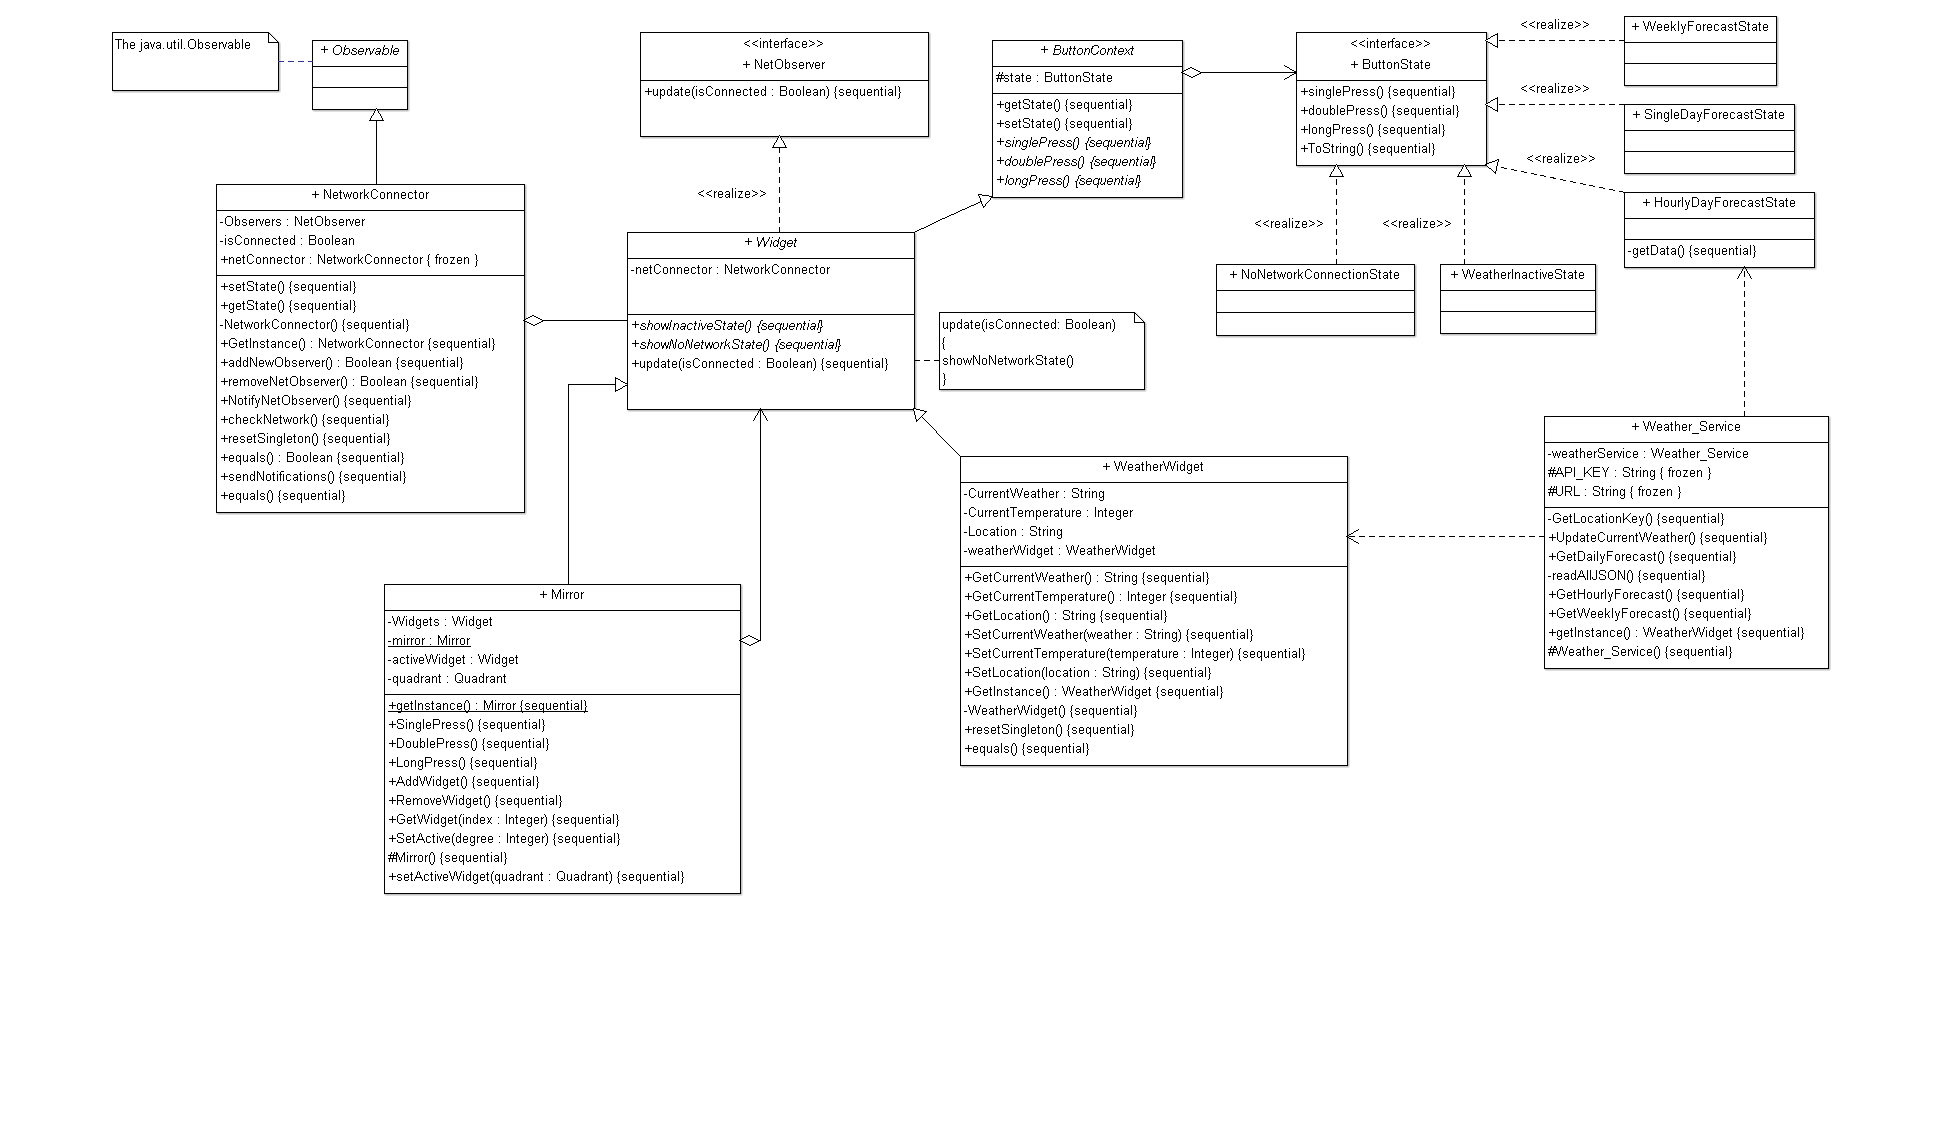 The java.util.Observable
+ Observable
<<interface>>
+ NetObserver
+update(isConnected : Boolean) {sequential}
+ ButtonContext
#state : ButtonState
+getState() {sequential}
+setState() {sequential}
+singlePress() {sequential}
+doublePress() {sequential}
+longPress() {sequential}
<<interface>>
+ ButtonState
+singlePress() {sequential}
+doublePress() {sequential}
+longPress() {sequential}
+ToString() {sequential}
<<realize>>
+ WeeklyForecastState
<<realize>>
+ SingleDayForecastState
<<realize>>
+ HourlyDayForecastState
-getData() {sequential}
<<realize>>
<<realize>>
<<realize>>
+ NoNetworkConnectionState
+ WeatherInactiveState
+ NetworkConnector
-Observers : NetObserver
-isConnected : Boolean
+netConnector : NetworkConnector { frozen }
+setState() {sequential}
+getState() {sequential}
-NetworkConnector() {sequential}
+GetInstance() : NetworkConnector {sequential}
+addNewObserver() : Boolean {sequential}
+removeNetObserver() : Boolean {sequential}
+NotifyNetObserver() {sequential}
+checkNetwork() {sequential}
+resetSingleton() {sequential}
+equals() : Boolean {sequential}
+sendNotifications() {sequential}
+equals() {sequential}
+ Widget
-netConnector : NetworkConnector
+showInactiveState() {sequential}
+showNoNetworkState() {sequential}
+update(isConnected : Boolean) {sequential}
update(isConnected: Boolean)
{
showNoNetworkState()
}
+ WeatherWidget
-CurrentWeather : String
-CurrentTemperature : Integer
-Location : String
-weatherWidget : WeatherWidget
+GetCurrentWeather() : String {sequential}
+GetCurrentTemperature() : Integer {sequential}
+GetLocation() : String {sequential}
+SetCurrentWeather(weather : String) {sequential}
+SetCurrentTemperature(temperature : Integer) {sequential}
+SetLocation(location : String) {sequential}
+GetInstance() : WeatherWidget {sequential}
-WeatherWidget() {sequential}
+resetSingleton() {sequential}
+equals() {sequential}
+ Weather_Service
-weatherService : Weather_Service
#API_KEY : String { frozen }
#URL : String { frozen }
-GetLocationKey() {sequential}
+UpdateCurrentWeather() {sequential}
+GetDailyForecast() {sequential}
-readAllJSON() {sequential}
+GetHourlyForecast() {sequential}
+GetWeeklyForecast() {sequential}
+getInstance() : WeatherWidget {sequential}
#Weather_Service() {sequential}
+ Mirror
-Widgets : Widget
-mirror : Mirror
-activeWidget : Widget
-quadrant : Quadrant
+getInstance() : Mirror {sequential}
+SinglePress() {sequential}
+DoublePress() {sequential}
+LongPress() {sequential}
+AddWidget() {sequential}
+RemoveWidget() {sequential}
+GetWidget(index : Integer) {sequential}
+SetActive(degree : Integer) {sequential}
#Mirror() {sequential}
+setActiveWidget(quadrant : Quadrant) {sequential}